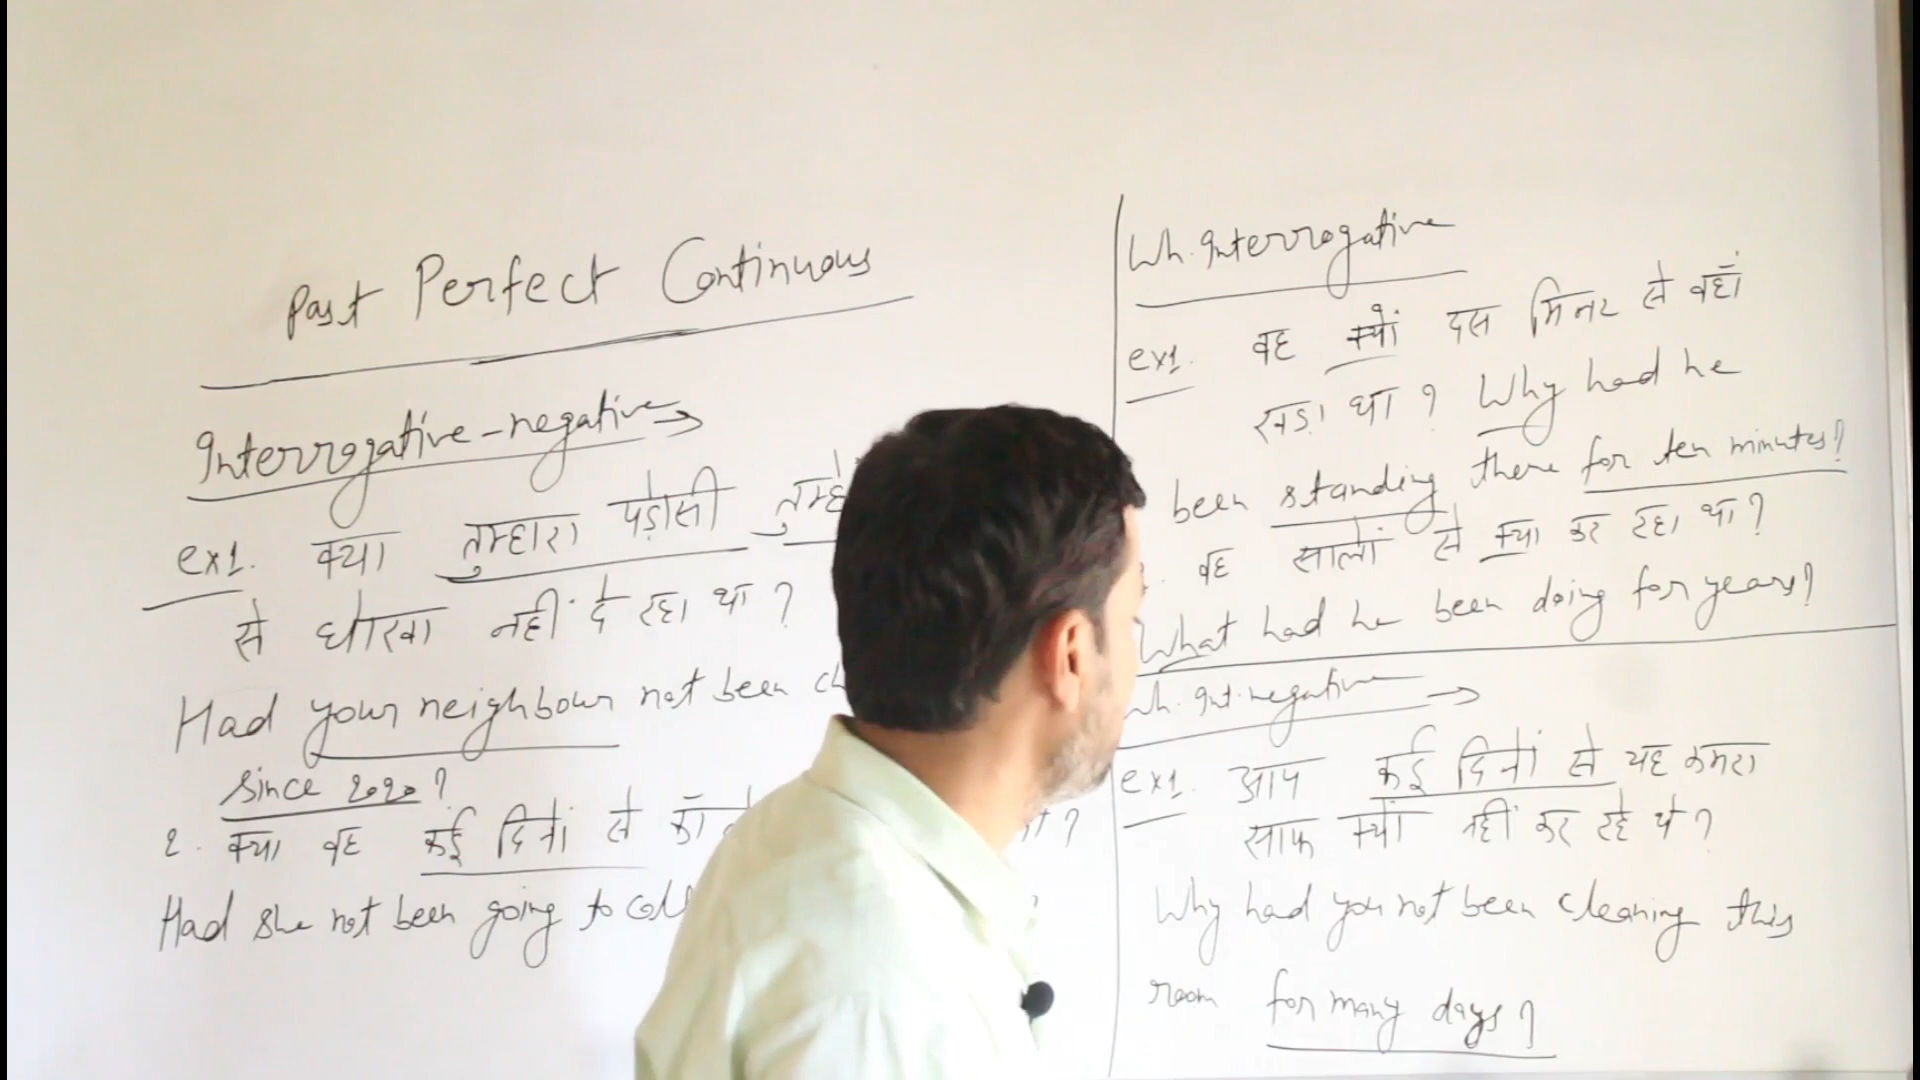 Past Perfect Continuous
Interrogative-negative →
ex1. क्या तुम्हारा पड़ोसी
से धोखा नहीं दे रहा था ?
Had your neighbour not been
since 2020 ?
2. क्या वह कई दिनों से
Had she not been going to
Wh. Interrogative
ex1. वह क्यों दस मिनट से वहाँ
खड़ा था ? Why had he
been standing there for ten minutes?
वह सालों से क्या कर रहा था ?
What had he been doing for years?
Wh. Int. negative →
ex1. आप कई दिनों से यह कमरा
साफ क्यों नहीं कर रहे थे ?
Why had you not been cleaning this
room for many days ?